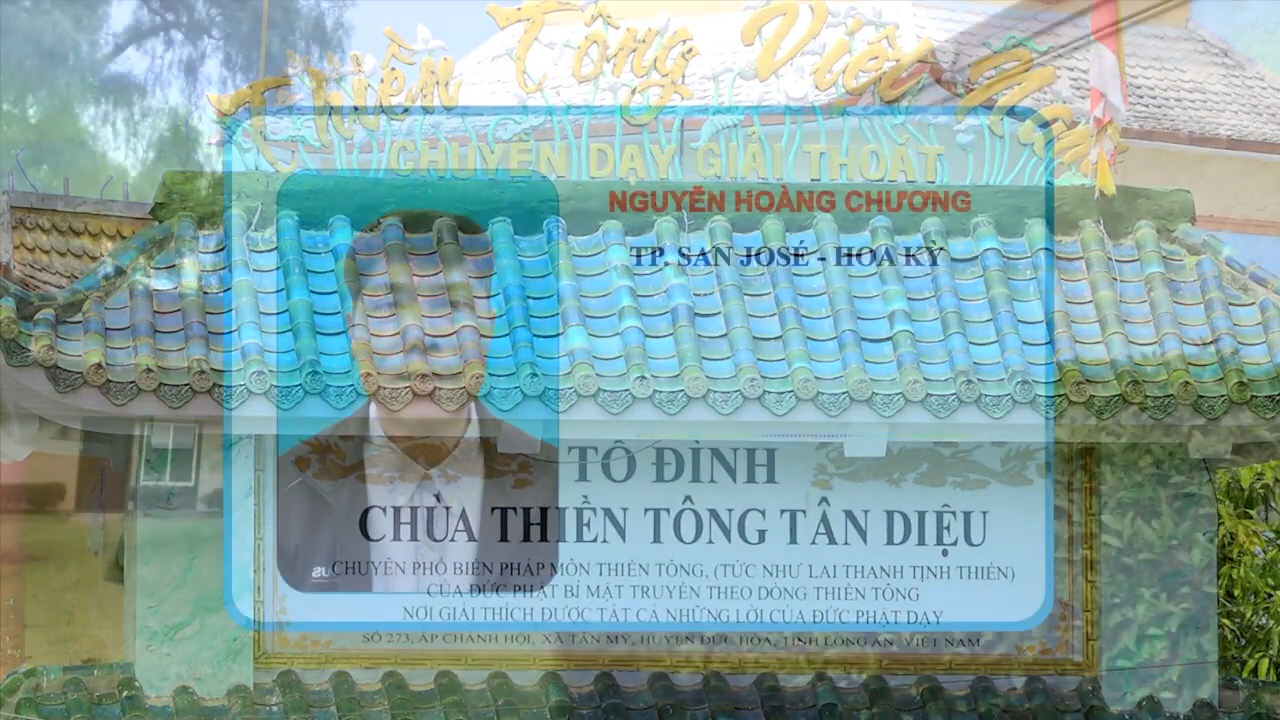 Thiền Tông Việt Nam
CHUYÊN DẠY GIẢI THOÁT
NGUYỄN HOÀNG CHƯƠNG
TP. SAN JOSÉ - HOA KỲ
TỔ ĐÌNH
CHÙA THIỀN TÔNG TÂN DIỆU
CHUYÊN PHỔ BIẾN PHÁP MÔN THIỀN TÔNG, (TỨC NHƯ LAI THANH TỊNH THIỀN)
CỦA ĐỨC PHẬT BÍ MẬT TRUYỀN THEO DÒNG THIỀN TÔNG
NƠI GIẢI THÍCH ĐƯỢC TẤT CẢ NHỮNG LỜI CỦA ĐỨC PHẬT DẠY
SỐ 273, ẤP CHÁNH HỘI, XÃ TÂN MỸ, HUYỆN ĐỨC HÒA, TỈNH LONG AN, VIỆT NAM